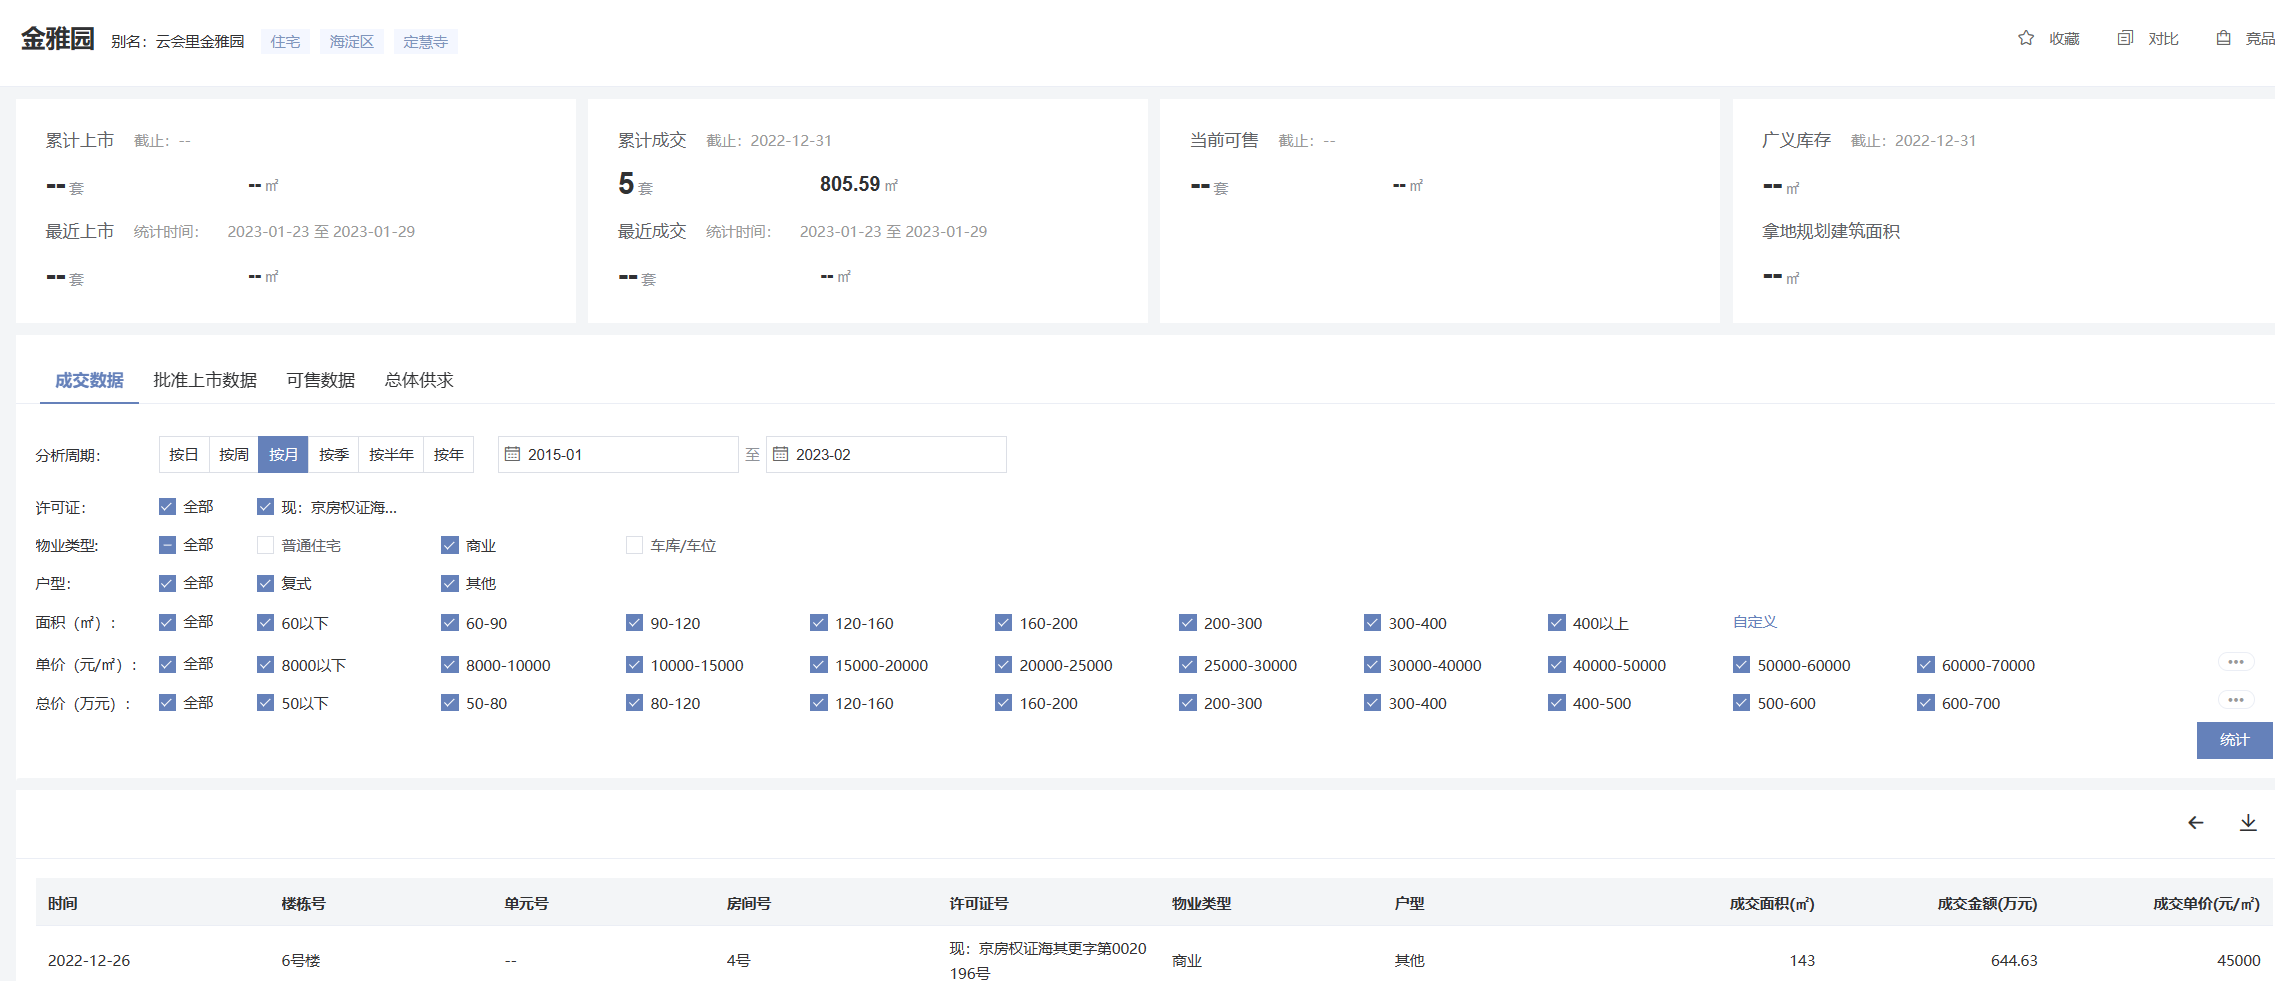 金雅园 别名：云会里金雅园 住宅 海淀区 定慧寺 收藏 对比 竞品
累计上市 截止：-- 累计成交 截止：2022-12-31 当前可售 截止：-- 广义库存 截止：2022-12-31
--套 --㎡ 5套 805.59㎡ --套 --㎡ --㎡
最近上市 统计时间： 2023-01-23 至 2023-01-29 最近成交 统计时间： 2023-01-23 至 2023-01-29 拿地规划建筑面积
--套 --㎡ --套 --㎡ --㎡
成交数据 批准上市数据 可售数据 总体供求
分析周期： 按日 按周 按月 按季 按半年 按年 2015-01 至 2023-02
许可证： 全部 现：京房权证海...
物业类型: 全部 普通住宅 商业 车库/车位
户型： 全部 复式 其他
面积（㎡）: 全部 60以下 60-90 90-120 120-160 160-200 200-300 300-400 400以上 自定义
单价（元/㎡）: 全部 8000以下 8000-10000 10000-15000 15000-20000 20000-25000 25000-30000 30000-40000 40000-50000 50000-60000 60000-70000 •••
总价（万元）: 全部 50以下 50-80 80-120 120-160 160-200 200-300 300-400 400-500 500-600 600-700 •••
统计
时间 楼栋号 单元号 房间号 许可证号 物业类型 户型 成交面积(㎡) 成交金额(万元) 成交单价(元/㎡)
2022-12-26 6号楼 -- 4号 现：京房权证海其更字第0020 商业 其他 143 644.63 45000
196号